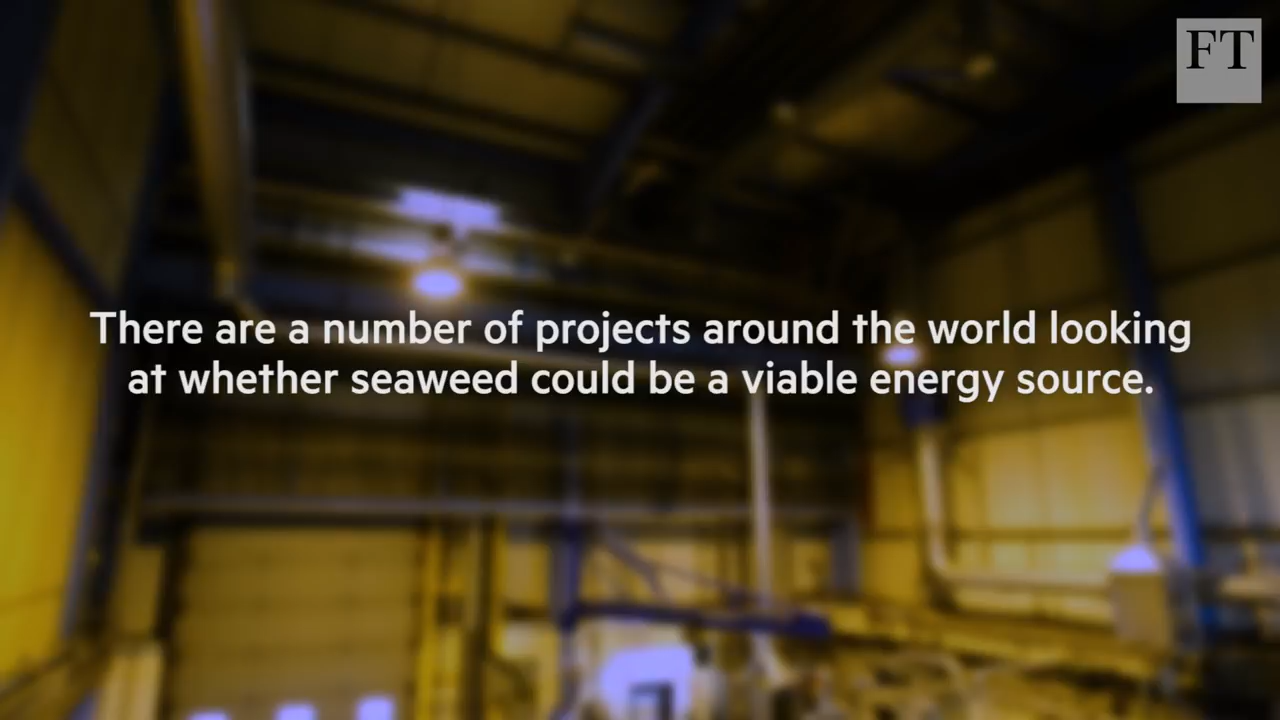 FT
There are a number of projects around the world looking
at whether seaweed could be a viable energy source.